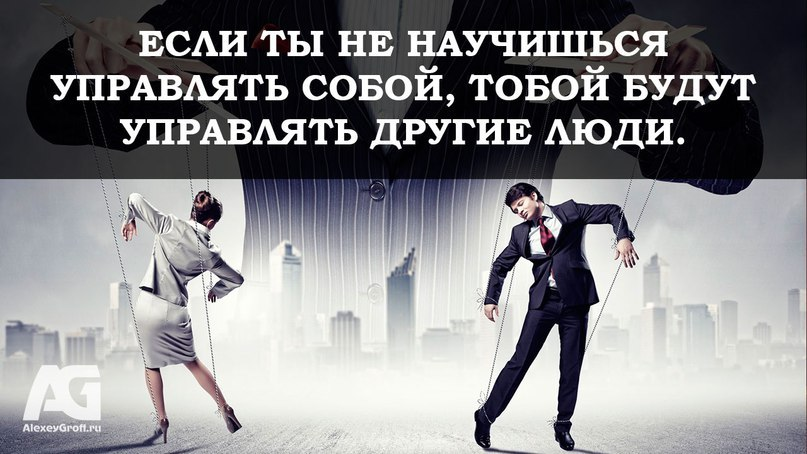 ЕСЛИ ТЫ НЕ НАУЧИШЬСЯ
УПРАВЛЯТЬ СОБОЙ, ТОБОЙ БУДУТ
УПРАВЛЯТЬ ДРУГИЕ ЛЮДИ.
AG
AlexeyGroff.ru